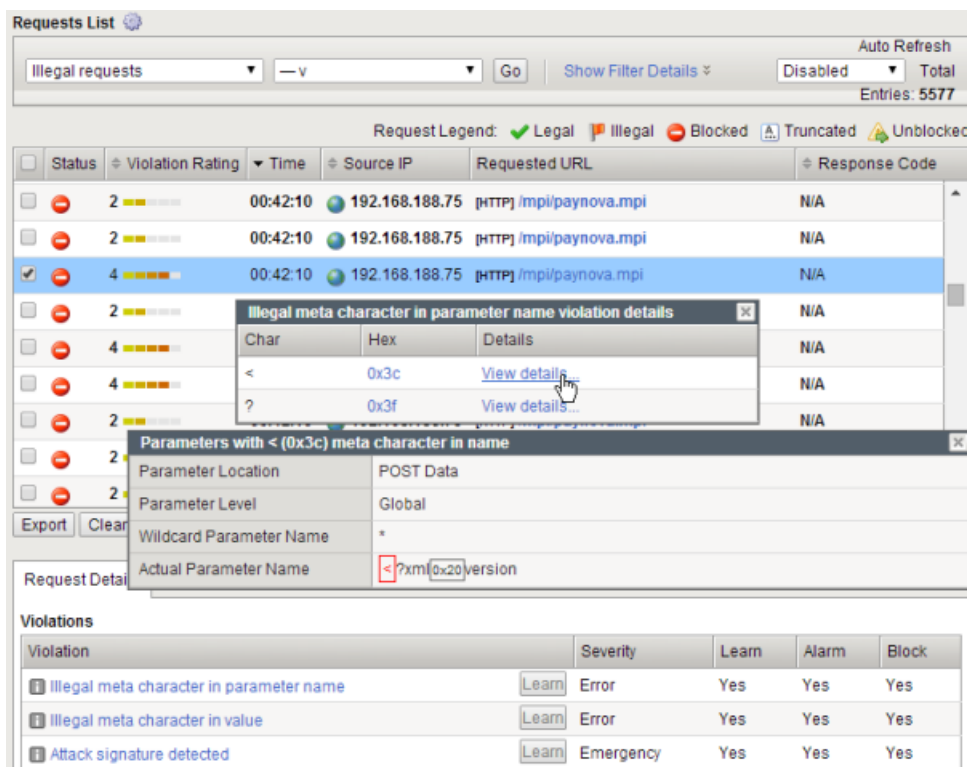 Requests List
Auto Refresh
Illegal requests — v Go Show Filter Details Disabled Total
Entries: 5577
Request Legend: Legal Illegal Blocked A Truncated Unblocked
Status Violation Rating Time Source IP Requested URL Response Code
2 00:42:10 192.168.188.75 [HTTP] /mpi/paynova.mpi N/A
2 00:42:10 192.168.188.75 [HTTP] /mpi/paynova.mpi N/A
4 00:42:10 192.168.188.75 [HTTP] /mpi/paynova.mpi N/A
2 N/A
4 N/A
4 N/A
2 N/A
2
2
Illegal meta character in parameter name violation details
Char Hex Details
< 0x3c View details...
? 0x3f View details...
Parameters with < (0x3c) meta character in name
Parameter Location POST Data
Parameter Level Global
Wildcard Parameter Name *
Actual Parameter Name <?xml0x20version
Export Clear
Request Detai
Violations
Violation Severity Learn Alarm Block
Illegal meta character in parameter name Learn Error Yes Yes Yes
Illegal meta character in value Learn Error Yes Yes Yes
Attack signature detected Learn Emergency Yes Yes Yes